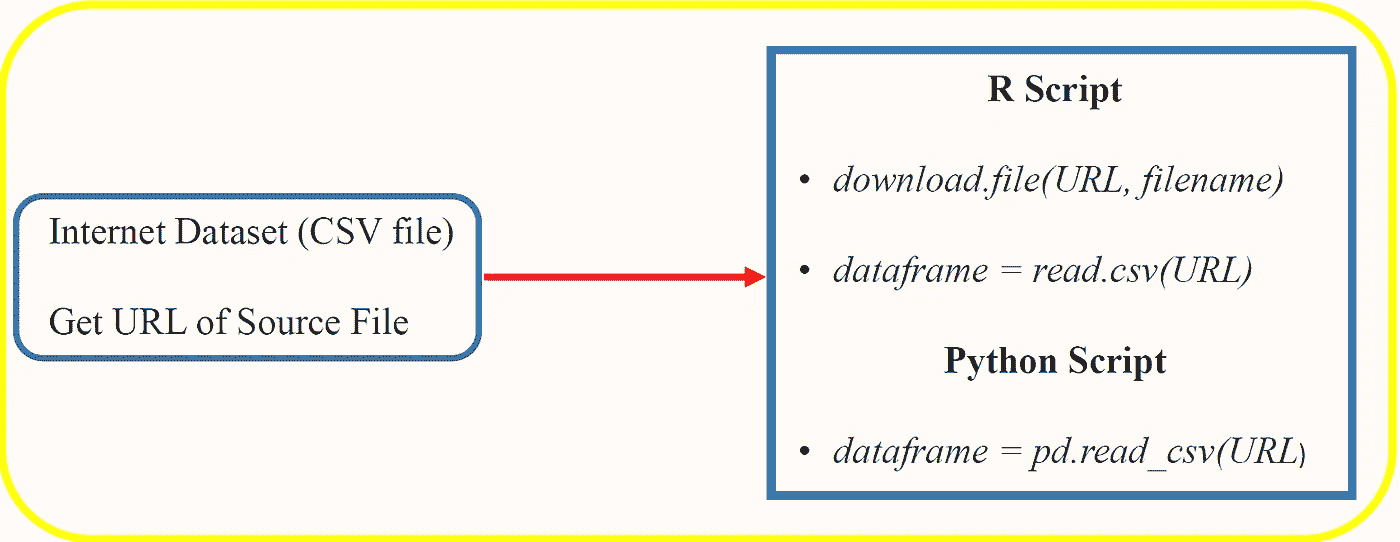 Internet Dataset (CSV file)
Get URL of Source File
R Script
• download.file(URL, filename)
• dataframe = read.csv(URL)
Python Script
• dataframe = pd.read_csv(URL)